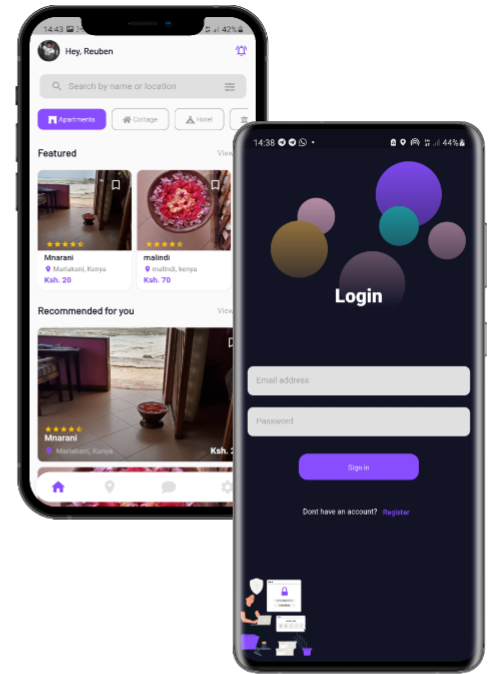 14:43
42%
Hey, Reuben
Search by name or location
Apartments
Cottage
Hotel
Featured
View
Mnarani
Mariakani, Kenya
Ksh. 20
malindi
malindi, kenya
Ksh. 70
Recommended for you
View
Mnarani
Mariakani, Kenya
Ksh.
14:38
44%
Login
Email address
Password
Sign in
Dont have an account? Register